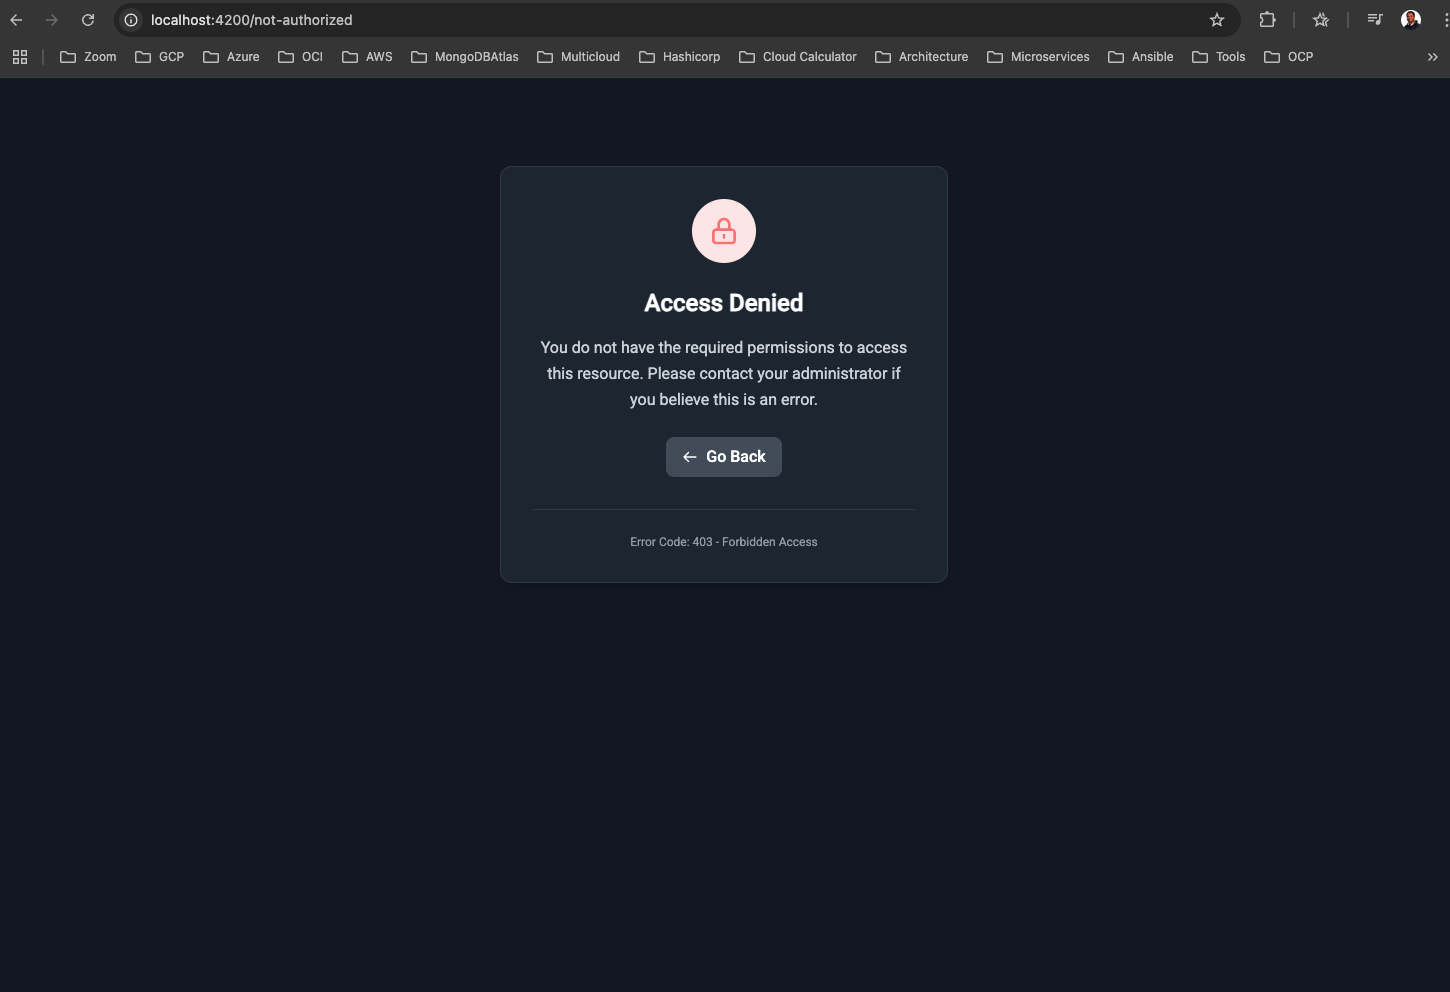 localhost:4200/not-authorized
Zoom GCP Azure OCI AWS MongoDBAtlas Multicloud Hashicorp Cloud Calculator Architecture Microservices Ansible Tools OCP
Access Denied
You do not have the required permissions to access
this resource. Please contact your administrator if
you believe this is an error.
Go Back
Error Code: 403 - Forbidden Access